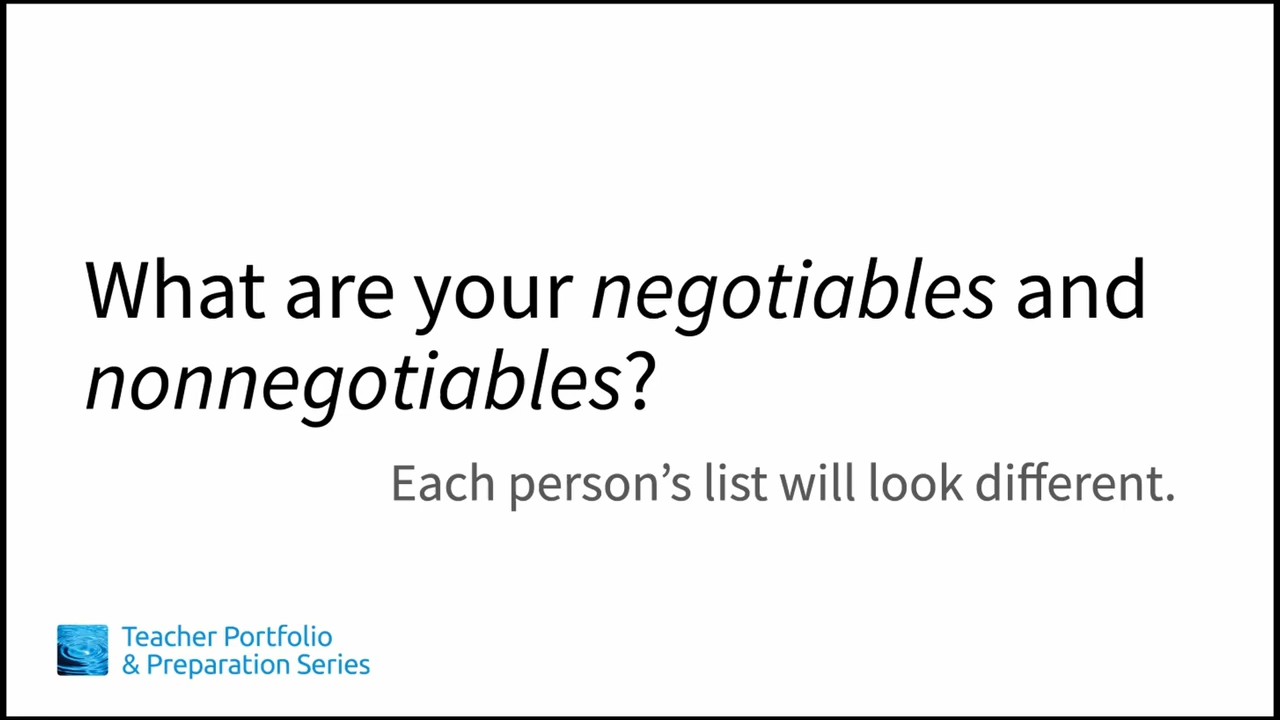 What are your negotiables and
nonnegotiables?
Each person’s list will look different.
Teacher Portfolio
& Preparation Series